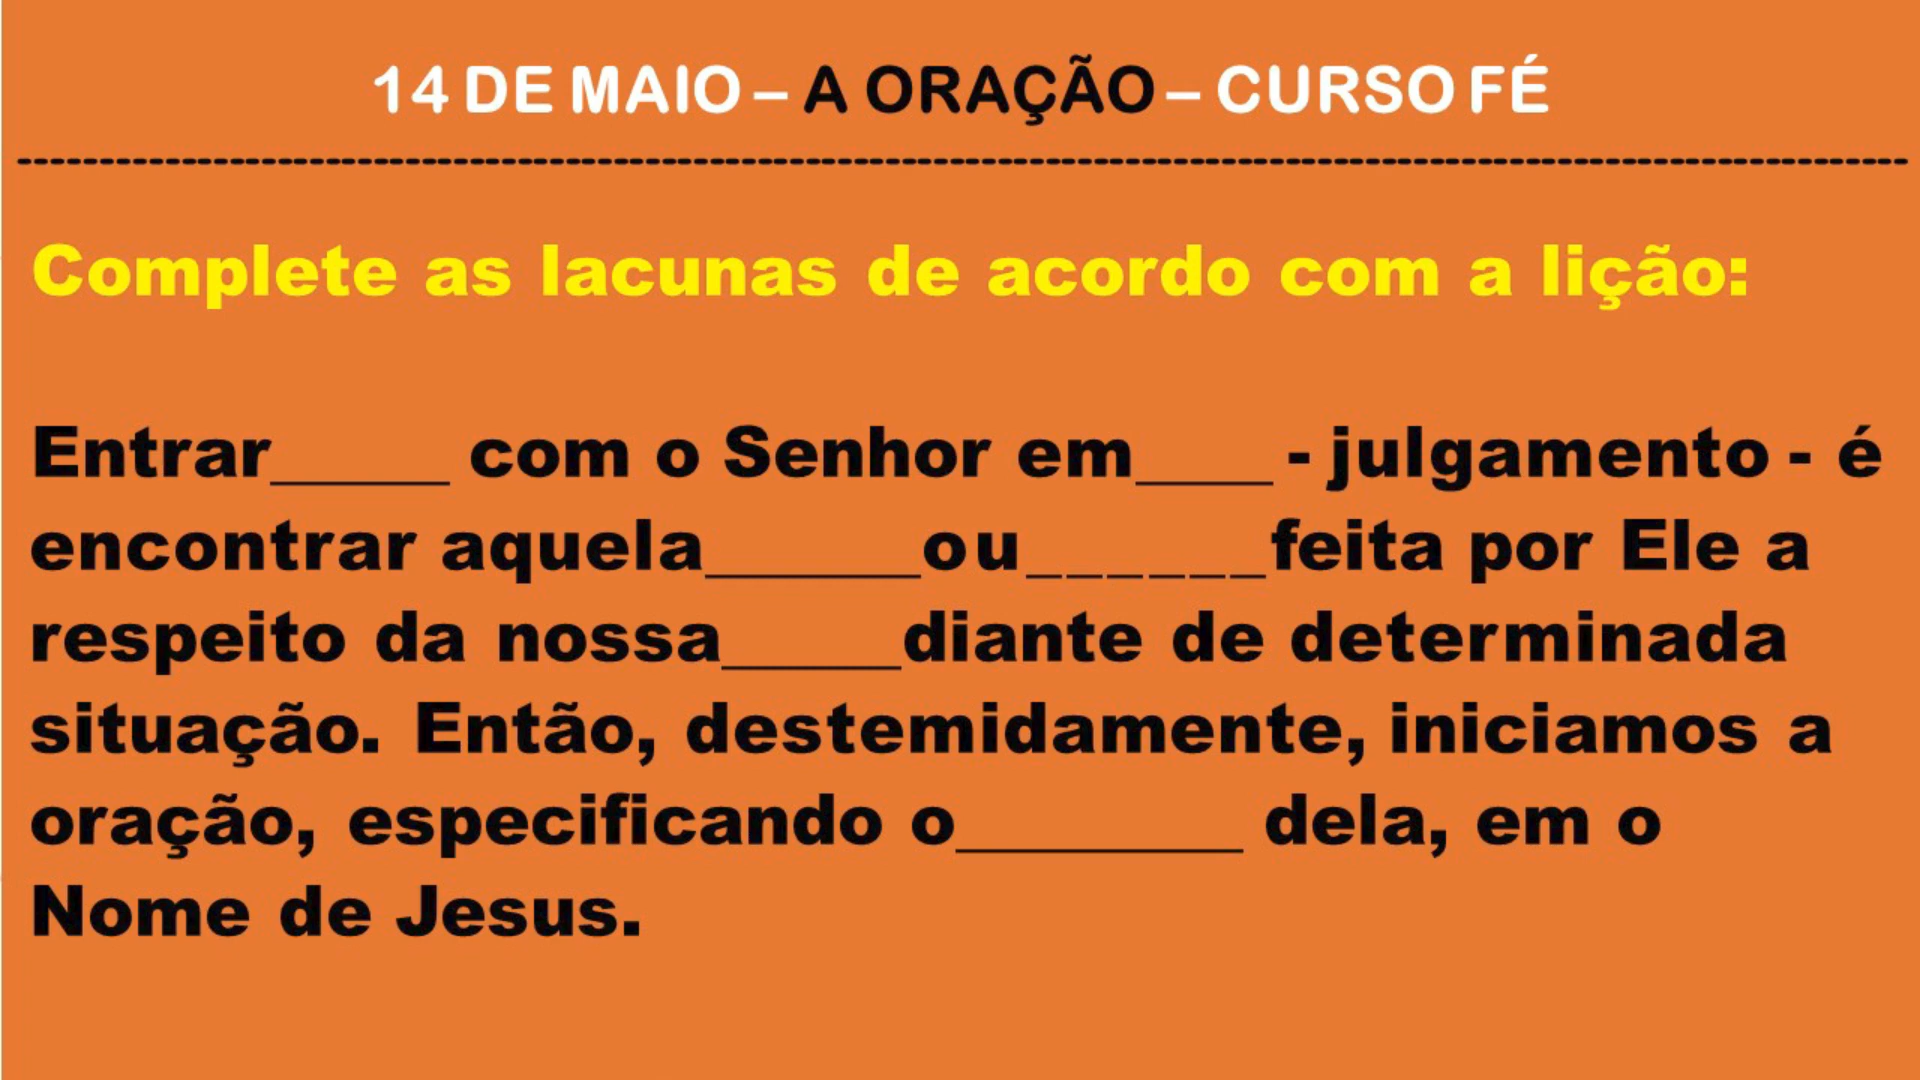 14 DE MAIO – A ORAÇÃO – CURSO FÉ
--------------------------------------------------------------------------------
Complete as lacunas de acordo com a lição:
Entrar_____ com o Senhor em____ - julgamento - é
encontrar aquela______ou______feita por Ele a
respeito da nossa_____diante de determinada
situação. Então, destemidamente, iniciamos a
oração, especificando o________ dela, em o
Nome de Jesus.